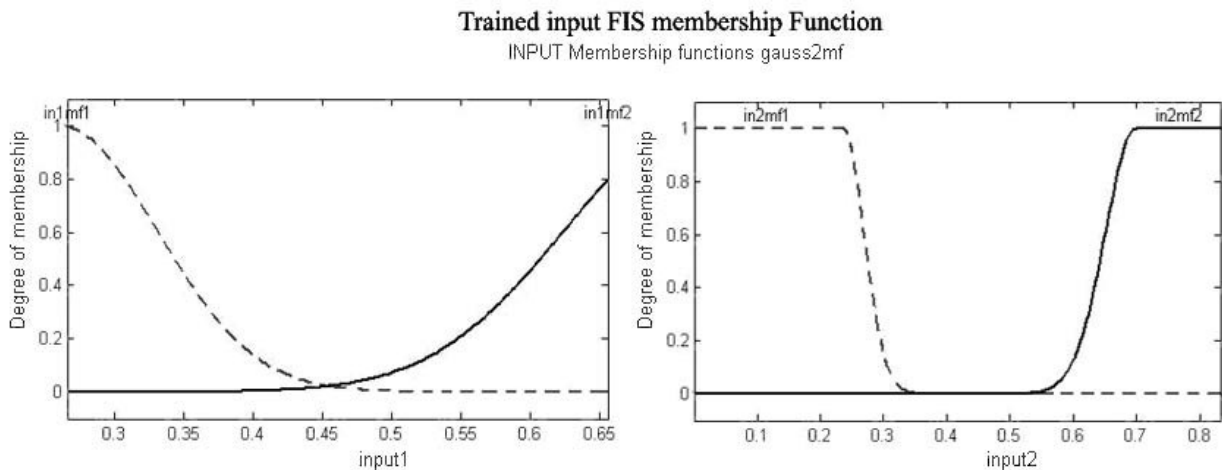 Trained input FIS membership Function
INPUT Membership functions gauss2mf
in1mf1
in1mf2
1
0.8
0.6
0.4
0.2
0
Degree of membership
0.3
0.35
0.4
0.45
0.5
0.55
0.6
0.65
input1
in2mf1
in2mf2
1
0.8
0.6
0.4
0.2
0
Degree of membership
0.1
0.2
0.3
0.4
0.5
0.6
0.7
0.8
input2